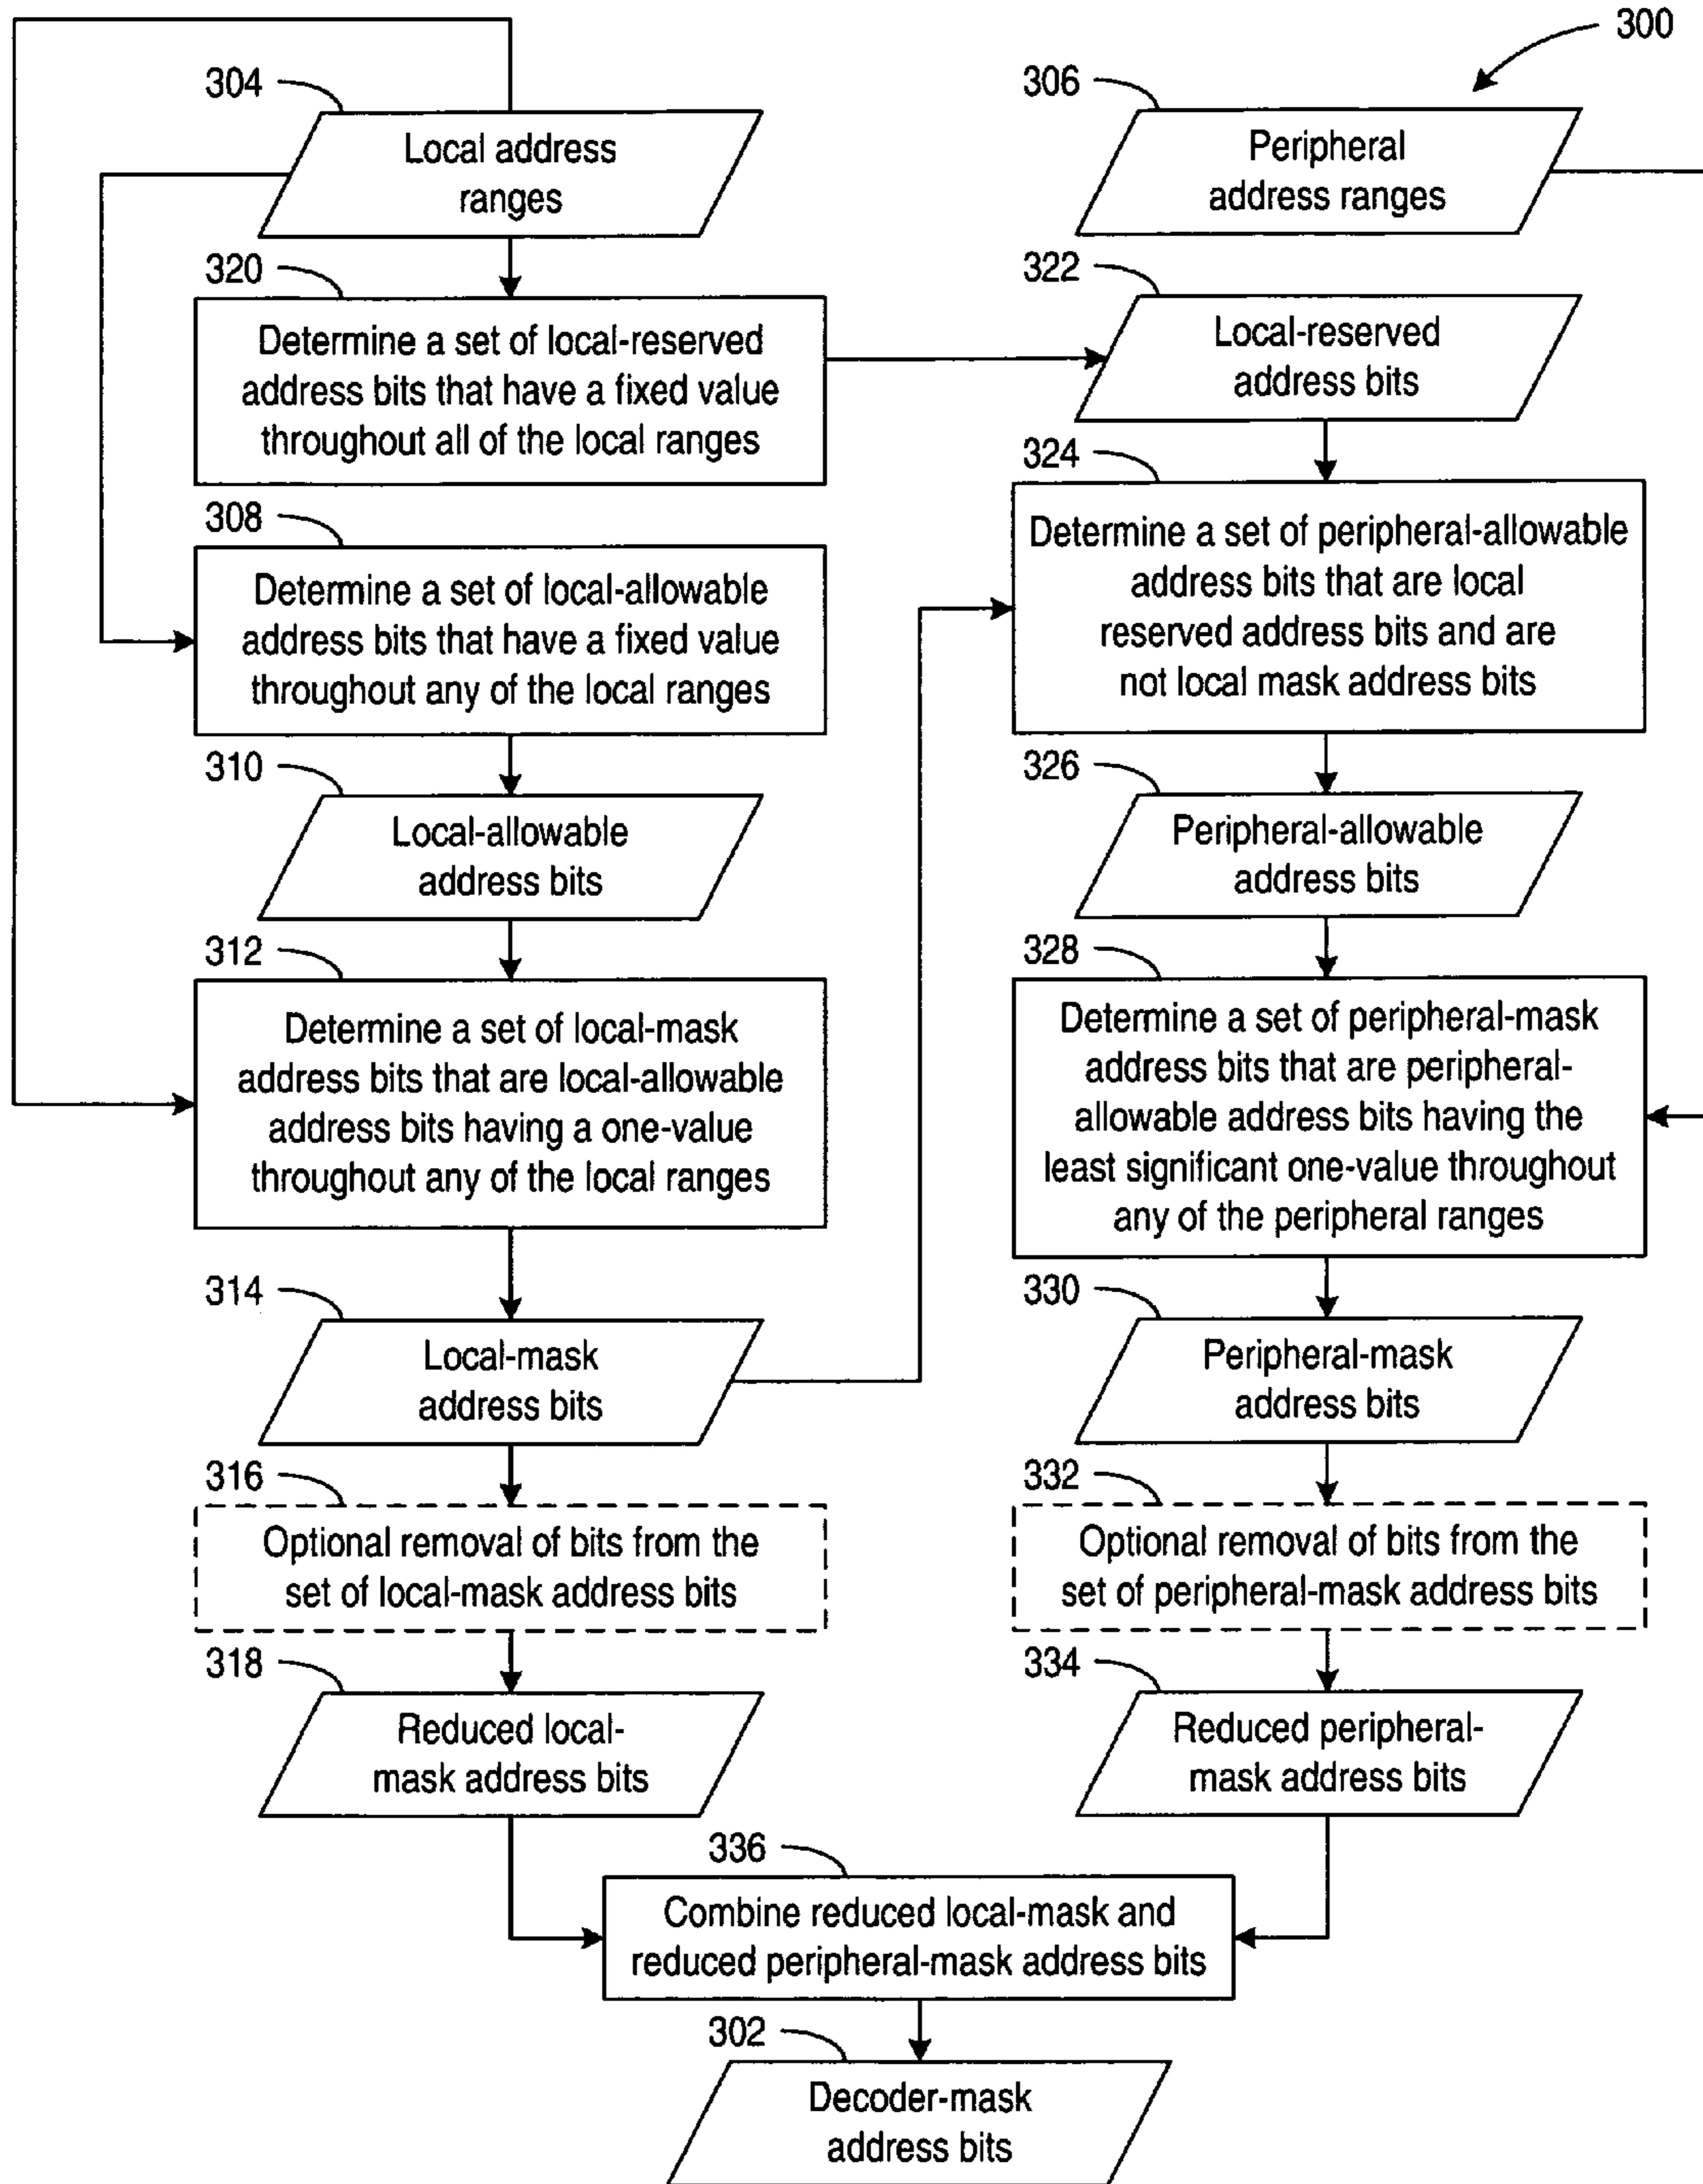 300
304
Local address
ranges
306
Peripheral
address ranges
320
Determine a set of local-reserved
address bits that have a fixed value
throughout all of the local ranges
322
Local-reserved
address bits
308
Determine a set of local-allowable
address bits that have a fixed value
throughout any of the local ranges
324
Determine a set of peripheral-allowable
address bits that are local
reserved address bits and are
not local mask address bits
310
Local-allowable
address bits
326
Peripheral-allowable
address bits
312
Determine a set of local-mask
address bits that are local-allowable
address bits having a one-value
throughout any of the local ranges
328
Determine a set of peripheral-mask
address bits that are peripheral-
allowable address bits having the
least significant one-value throughout
any of the peripheral ranges
314
Local-mask
address bits
330
Peripheral-mask
address bits
316
Optional removal of bits from the
set of local-mask address bits
332
Optional removal of bits from the
set of peripheral-mask address bits
318
Reduced local-
mask address bits
334
Reduced peripheral-
mask address bits
336
Combine reduced local-mask and
reduced peripheral-mask address bits
302
Decoder-mask
address bits